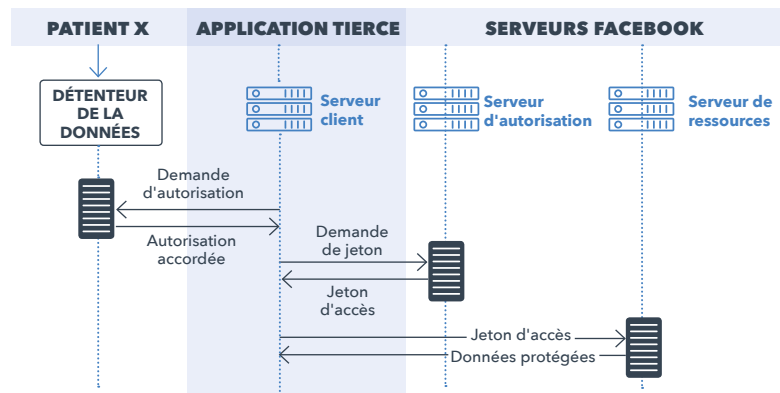 PATIENT X
APPLICATION TIERCE
SERVEURS FACEBOOK
DÉTENTEUR
DE LA
DONNÉES
Serveur
client
Serveur
d'autorisation
Serveur de
ressources
Demande
d'autorisation
Autorisation
accordée
Demande
de jeton
Jeton
d'accès
Jeton d'accès
Données protégées